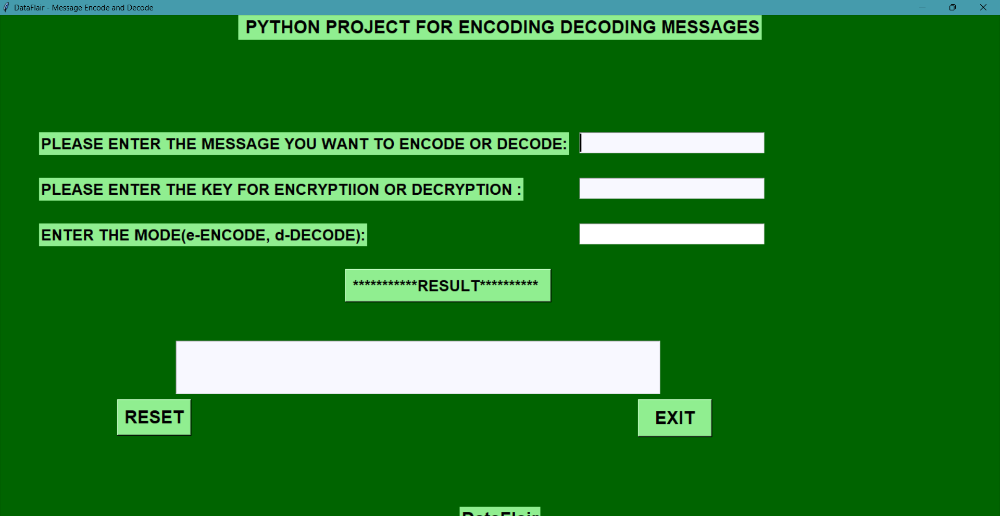 DataFlair - Message Encode and Decode
PYTHON PROJECT FOR ENCODING DECODING MESSAGES
PLEASE ENTER THE MESSAGE YOU WANT TO ENCODE OR DECODE:
PLEASE ENTER THE KEY FOR ENCRYPTIION OR DECRYPTION :
ENTER THE MODE(e-ENCODE, d-DECODE):
***********RESULT**********
RESET
EXIT
DataFlair